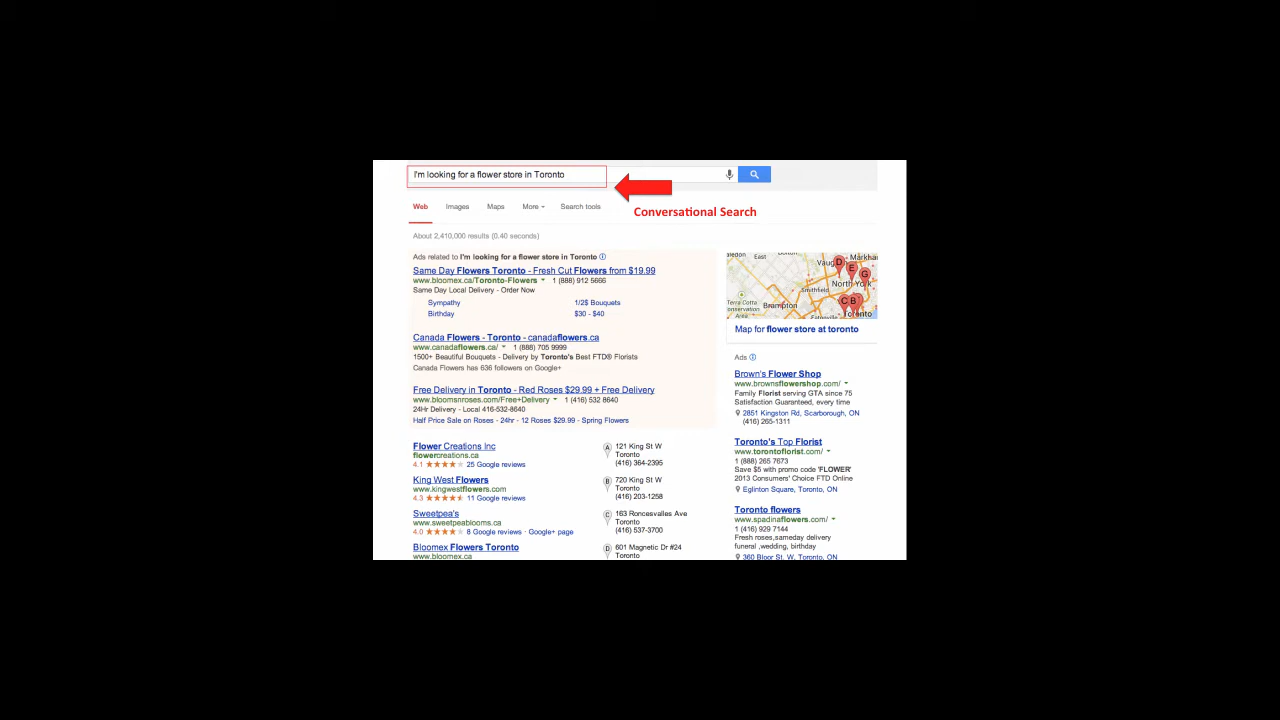 I'm looking for a flower store in Toronto
Conversational Search
Web Images Maps More Search tools
About 2,410,000 results (0.40 seconds)
Ads related to I'm looking for a flower store in Toronto
Same Day Flowers Toronto - Fresh Cut Flowers from $19.99
www.bloomex.ca/Toronto-Flowers 1 (888) 912 5666
Same Day Local Delivery - Order Now
Sympathy 1/2$ Bouquets
Birthday $30 - $40
Canada Flowers - Toronto - canadaflowers.ca
www.canadaflowers.ca/ 1 (888) 705 9999
1500+ Beautiful Bouquets - Delivery by Toronto's Best FTD® Florists
Canada Flowers has 636 followers on Google+
Free Delivery in Toronto - Red Roses $29.99 + Free Delivery
www.bloomsnroses.com/Free+Delivery 1 (416) 532 8640
24Hr Delivery - Local 416-532-8640
Half Price Sale on Roses - 24hr - 12 Roses $29.99 - Spring Flowers
Flower Creations Inc
flowercreations.ca
4.1 25 Google reviews
A 121 King St W
Toronto
(416) 364-2395
King West Flowers
www.kingwestflowers.com
4.3 11 Google reviews
B 720 King St W
Toronto
(416) 203-1258
Sweetpea's
www.sweetpeablooms.ca
4.0 8 Google reviews · Google+ page
C 163 Roncesvalles Ave
Toronto
(416) 537-3700
Bloomex Flowers Toronto
www.bloomex.ca
D 601 Magnetic Dr #24
Toronto
East
Vaug
Markham
D
E
G
North York
Smithfield
Terra Cotta
Brampton
C B
Toronto
Map for flower store at toronto
Ads
Brown's Flower Shop
www.brownsflowershop.com/
Family Florist serving GTA since 75
Satisfaction Guaranteed, every time
2851 Kingston Rd, Scarborough, ON
(416) 265-1311
Toronto's Top Florist
www.torontoflorist.com/
1 (888) 265 7673
Save $5 with promo code 'FLOWER'
2013 Consumers' Choice FTD Online
Eglinton Square, Toronto, ON
Toronto flowers
www.spadinaflowers.com/
1 (416) 929 7144
Fresh roses,sameday delivery
funeral ,wedding, birthday
360 Bloor St. W, Toronto, ON